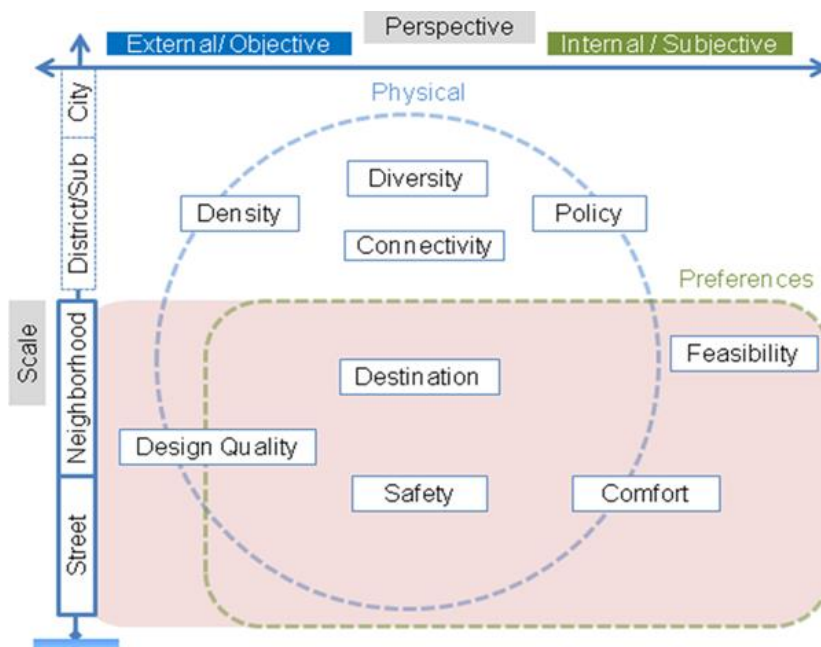 Perspective
External/ Objective
Internal / Subjective
City
District/Sub
Scale
Neighborhood
Street
Physical
Diversity
Density
Policy
Connectivity
Preferences
Feasibility
Destination
Design Quality
Safety
Comfort